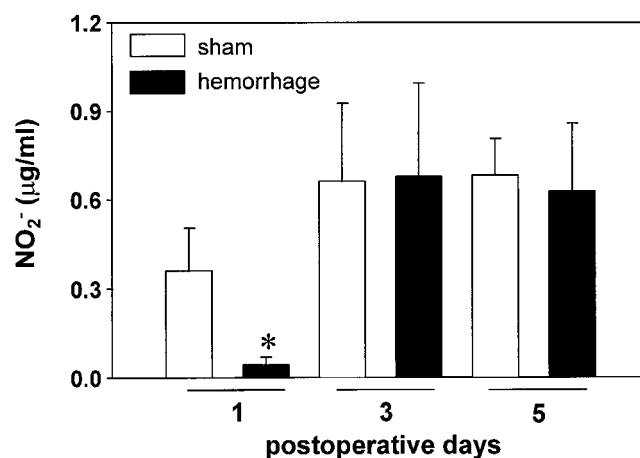 1.2
0.9
0.6
0.3
0.0
NO₂⁻ (μg/ml)
sham
hemorrhage
*
1 3 5
postoperative days